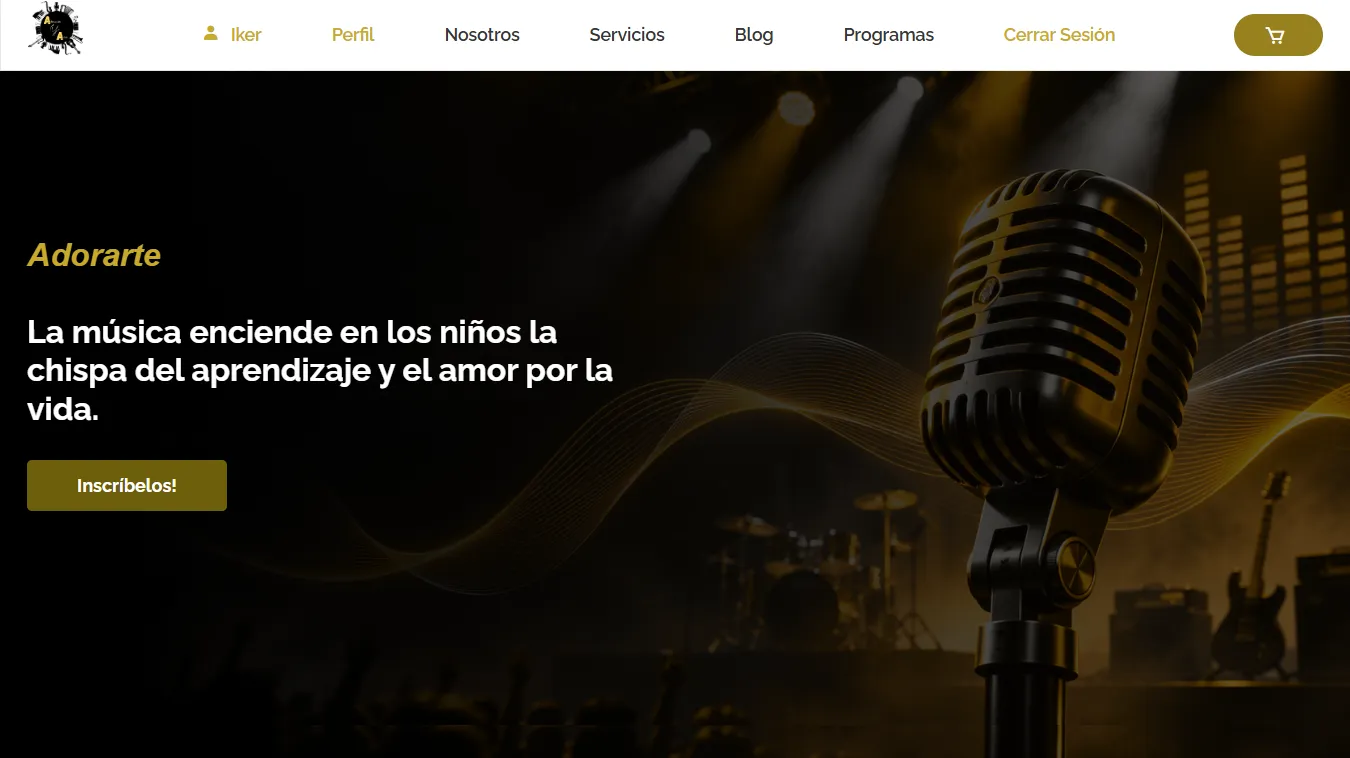 Iker
Perfil
Nosotros
Servicios
Blog
Programas
Cerrar Sesión
Adorarte
La música enciende en los niños la
chispa del aprendizaje y el amor por la
vida.
Inscríbelos!